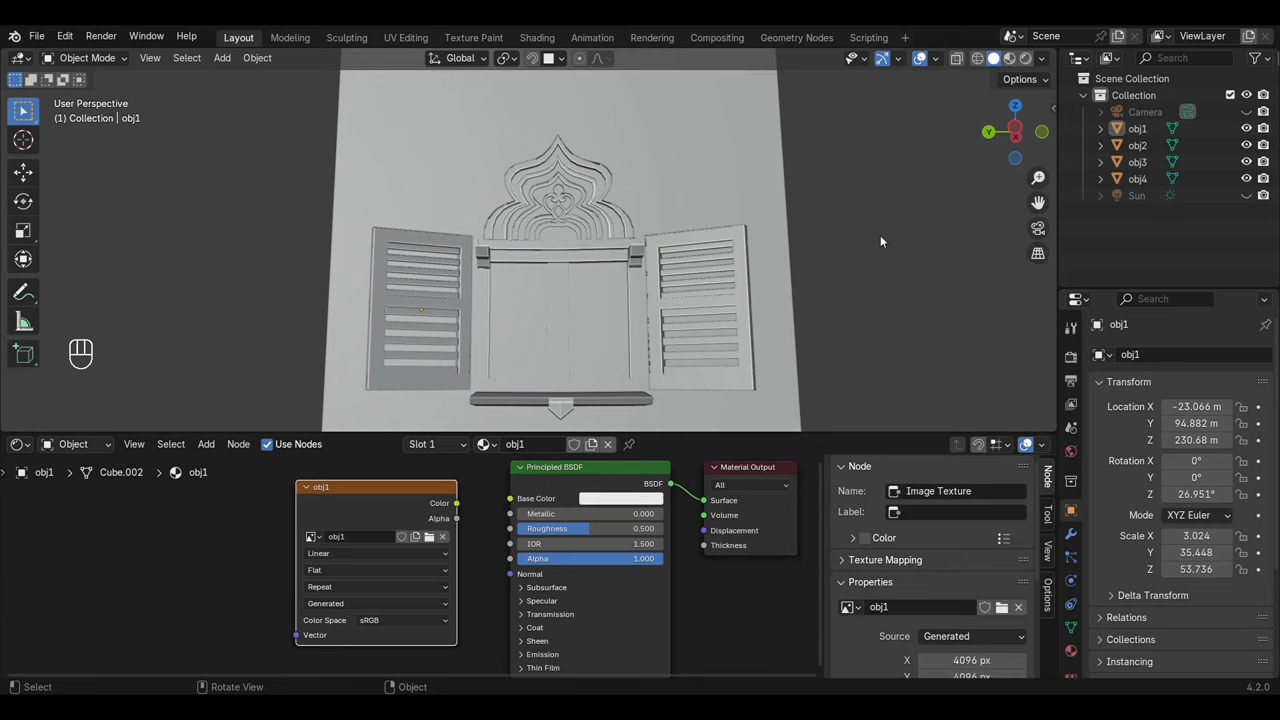 File Edit Render Window Help Layout Modeling Sculpting UV Editing Texture Paint Shading Animation Rendering Compositing Geometry Nodes Scripting + Scene ViewLayer
Object Mode View Select Add Object Global Search
Options
Scene Collection
Collection
Camera
obj1
obj2
obj3
obj4
Sun
User Perspective
(1) Collection | obj1
Z
Y
X
Search
obj1
obj1
Transform
Location X -23.066 m
Y 94.882 m
Z 230.68 m
Rotation X 0°
Y 0°
Z 26.951°
Mode XYZ Euler
Scale X 3.024
Y 35.448
Z 53.736
Delta Transform
Relations
Collections
Instancing
Object View Select Add Node Use Nodes Slot 1 obj1
obj1 > Cube.002 > obj1
obj1
Color
Alpha
obj1
Linear
Flat
Repeat
Generated
Color Space sRGB
Vector
Principled BSDF
BSDF
Base Color
Metallic 0.000
Roughness 0.500
IOR 1.500
Alpha 1.000
Normal
Subsurface
Specular
Transmission
Coat
Sheen
Emission
Thin Film
Material Output
All
Surface
Volume
Displacement
Thickness
Node
Name: Image Texture
Label:
Color
Texture Mapping
Properties
obj1
Source Generated
X 4096 px
Y 4096 px
Node
Tool
View
Options
Select Rotate View Object 4.2.0